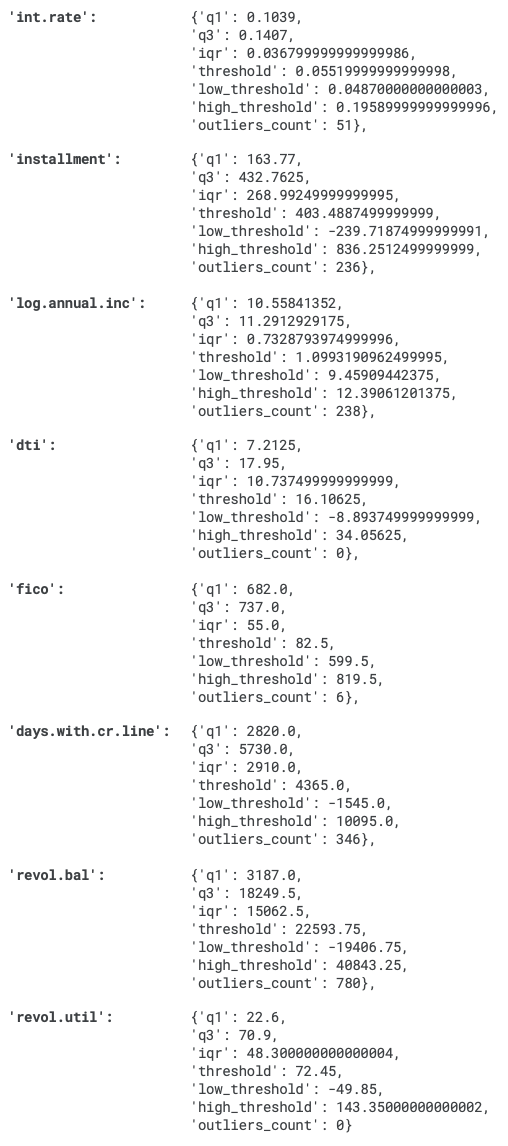 'int.rate': {'q1': 0.1039,
'q3': 0.1407,
'iqr': 0.036799999999999986,
'threshold': 0.05519999999999998,
'low_threshold': 0.04870000000000003,
'high_threshold': 0.19589999999999996,
'outliers_count': 51},
'installment': {'q1': 163.77,
'q3': 432.7625,
'iqr': 268.99249999999995,
'threshold': 403.4887499999999,
'low_threshold': -239.71874999999991,
'high_threshold': 836.2512499999999,
'outliers_count': 236},
'log.annual.inc': {'q1': 10.55841352,
'q3': 11.2912929175,
'iqr': 0.7328793974999996,
'threshold': 1.0993190962499995,
'low_threshold': 9.45909442375,
'high_threshold': 12.39061201375,
'outliers_count': 238},
'dti': {'q1': 7.2125,
'q3': 17.95,
'iqr': 10.737499999999999,
'threshold': 16.10625,
'low_threshold': -8.893749999999999,
'high_threshold': 34.05625,
'outliers_count': 0},
'fico': {'q1': 682.0,
'q3': 737.0,
'iqr': 55.0,
'threshold': 82.5,
'low_threshold': 599.5,
'high_threshold': 819.5,
'outliers_count': 6},
'days.with.cr.line': {'q1': 2820.0,
'q3': 5730.0,
'iqr': 2910.0,
'threshold': 4365.0,
'low_threshold': -1545.0,
'high_threshold': 10095.0,
'outliers_count': 346},
'revol.bal': {'q1': 3187.0,
'q3': 18249.5,
'iqr': 15062.5,
'threshold': 22593.75,
'low_threshold': -19406.75,
'high_threshold': 40843.25,
'outliers_count': 780},
'revol.util': {'q1': 22.6,
'q3': 70.9,
'iqr': 48.300000000000004,
'threshold': 72.45,
'low_threshold': -49.85,
'high_threshold': 143.35000000000002,
'outliers_count': 0}